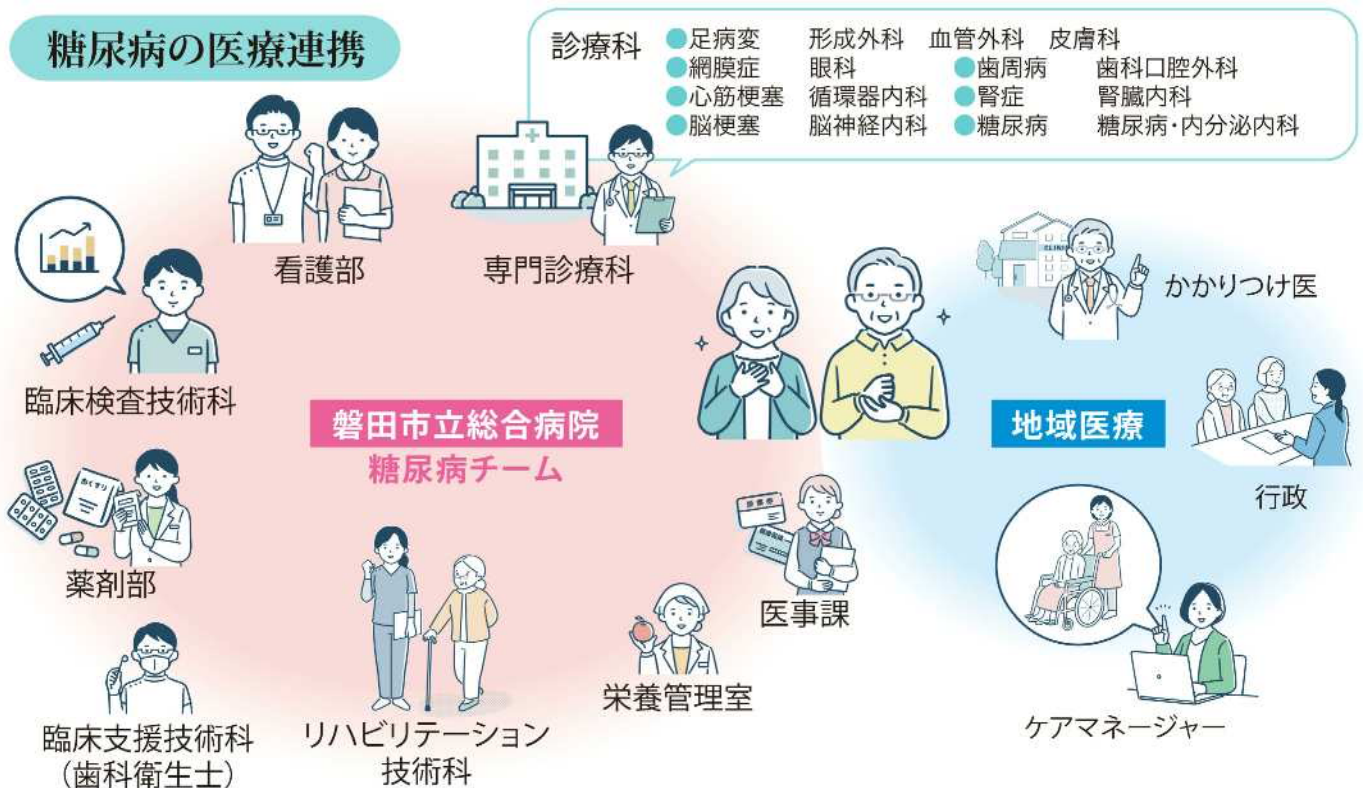 糖尿病の医療連携
診療科
●足病変 形成外科 血管外科 皮膚科
●網膜症 眼科 ●歯周病 歯科口腔外科
●心筋梗塞 循環器内科 ●腎症 腎臓内科
●脳梗塞 脳神経内科 ●糖尿病 糖尿病・内分泌内科
看護部
専門診療科
CLINIC
かかりつけ医
臨床検査技術科
磐田市立総合病院
糖尿病チーム
地域医療
行政
おくすり
薬剤部
診察券
医事課
栄養管理室
ケアマネージャー
臨床支援技術科
(歯科衛生士)
リハビリテーション
技術科